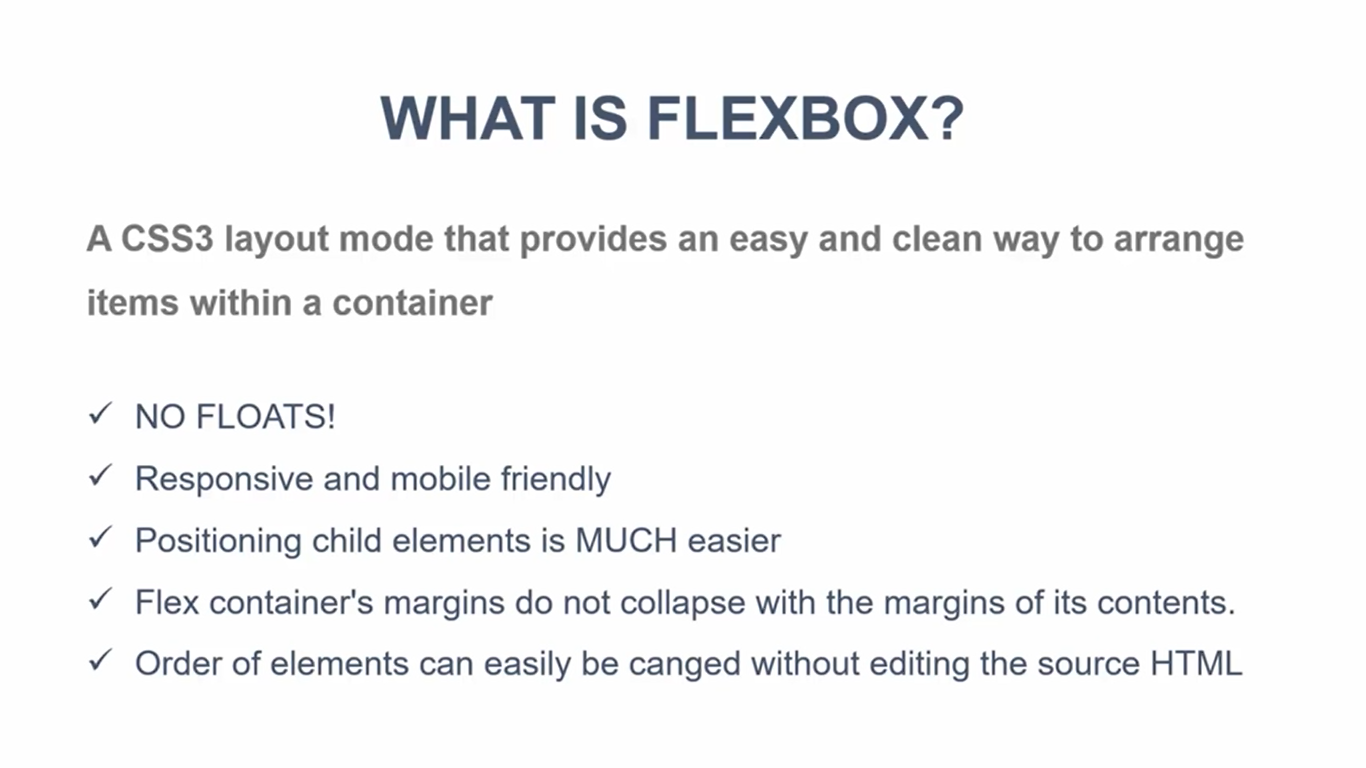 WHAT IS FLEXBOX?
A CSS3 layout mode that provides an easy and clean way to arrange
items within a container
✓ NO FLOATS!
✓ Responsive and mobile friendly
✓ Positioning child elements is MUCH easier
✓ Flex container's margins do not collapse with the margins of its contents.
✓ Order of elements can easily be canged without editing the source HTML